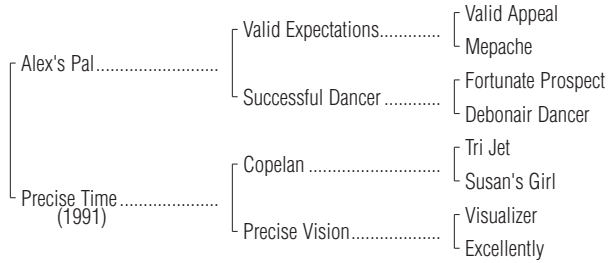 Valid Appeal
Valid Expectations..............
Mepache
Alex's Pal............................
Fortunate Prospect
Successful Dancer .............
Debonair Dancer
Tri Jet
Copelan ..............................
Susan's Girl
Precise Time.......................
(1991)
Visualizer
Precise Vision.....................
Excellently